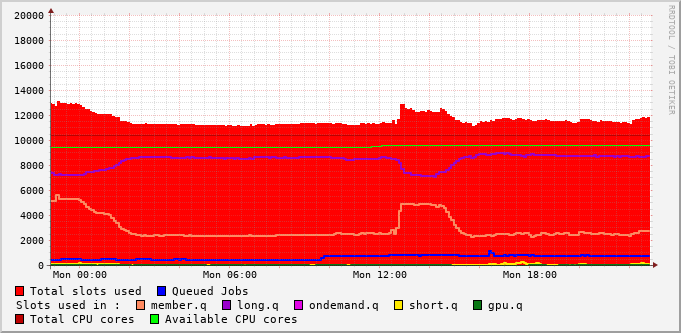 20000
18000
16000
14000
12000
10000
8000
6000
4000
2000
0
Mon 00:00 Mon 06:00 Mon 12:00 Mon 18:00
RRDTOOL / TOBI OETIKER
Total slots used Queued Jobs
Slots used in : member.q long.q ondemand.q short.q gpu.q
Total CPU cores Available CPU cores